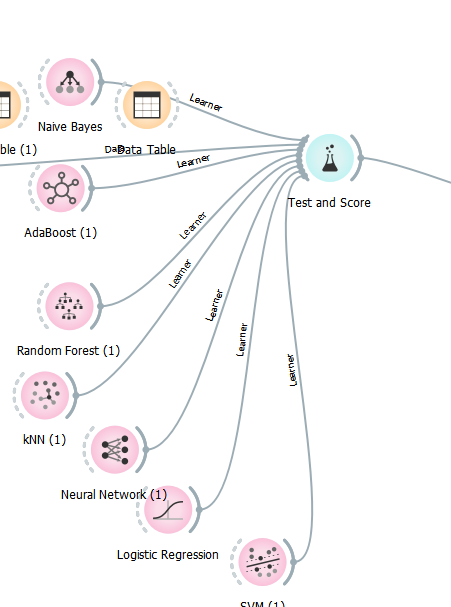 Learner
Naive Bayes
ble (1)
Data
Data Table
Learner
Test and Score
AdaBoost (1)
Learner
Learner
Random Forest (1)
Learner
Learner
Learner
kNN (1)
Neural Network (1)
Logistic Regression
SVM (1)